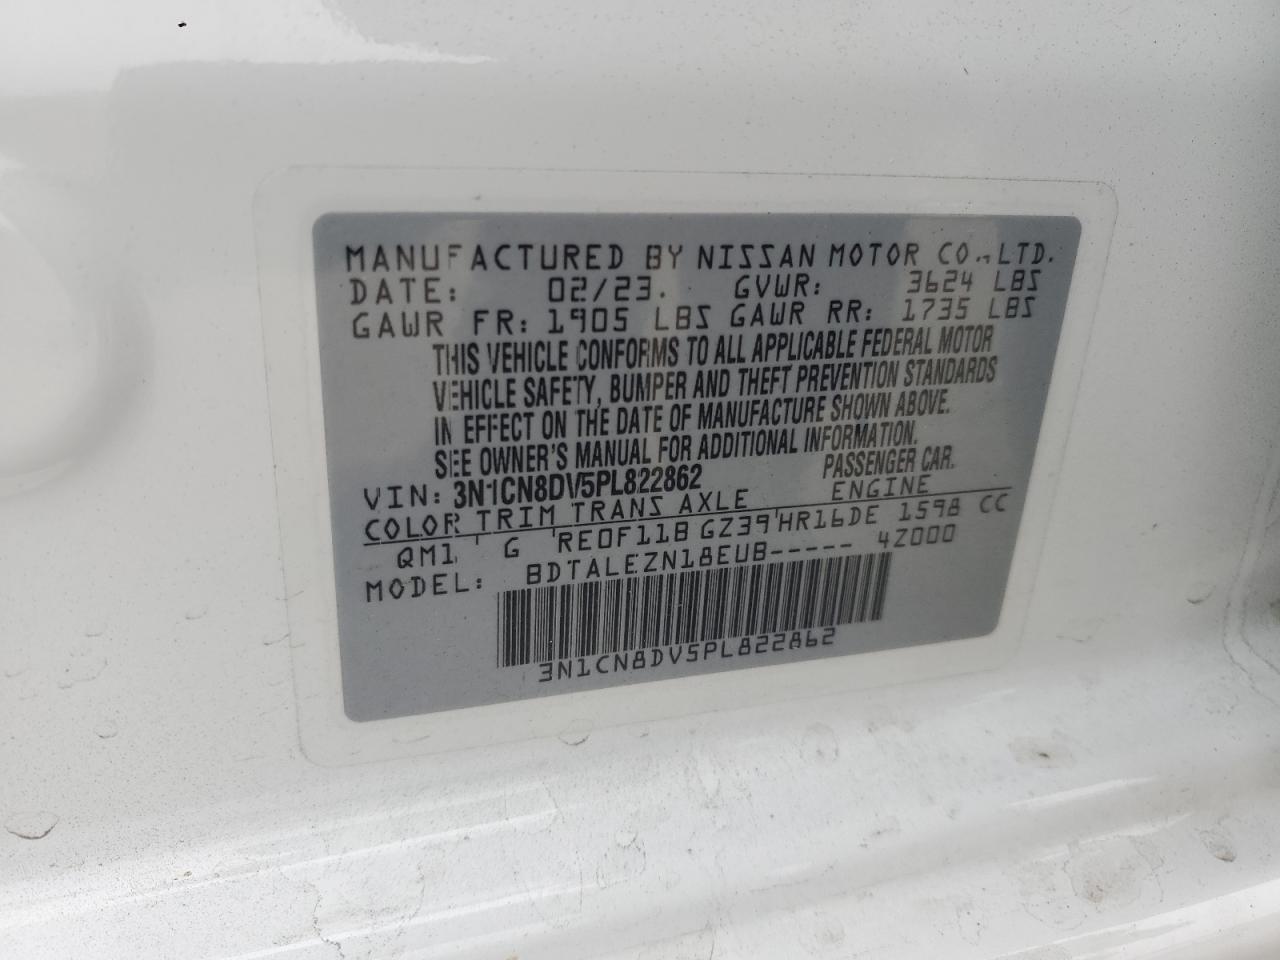 MANUFACTURED BY NISSAN MOTOR CO., LTD.
DATE: 02/23. GVWR: 3624 LBS
GAWR FR: 1905 LBS GAWR RR: 1735 LBS
THIS VEHICLE CONFORMS TO ALL APPLICABLE FEDERAL MOTOR
VEHICLE SAFETY, BUMPER AND THEFT PREVENTION STANDARDS
IN EFFECT ON THE DATE OF MANUFACTURE SHOWN ABOVE.
SEE OWNER'S MANUAL FOR ADDITIONAL INFORMATION.
VIN: 3N1CN8DV5PL822862 PASSENGER CAR.
COLOR TRIM TRANS AXLE ENGINE
QM1 G RE0F11B GZ39 HR16DE 1598 CC
MODEL: BDTALEZN18EUB----- 4Z000
3N1CN8DV5PL822862